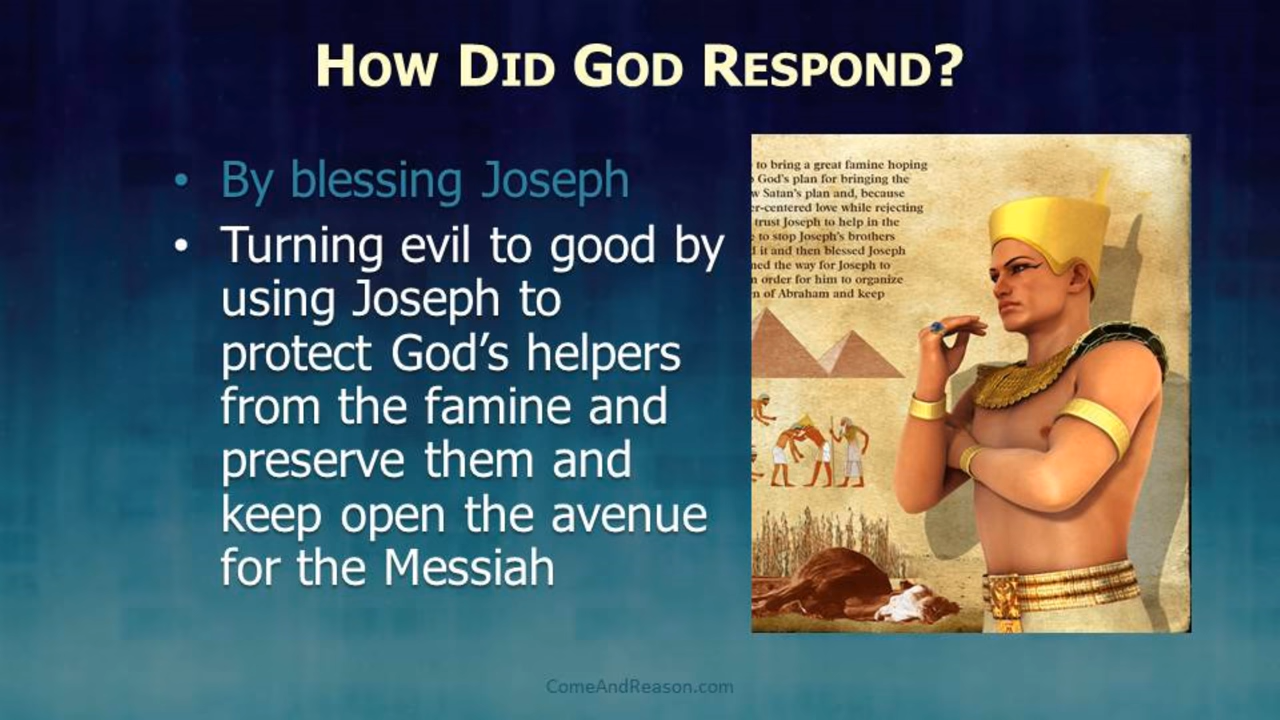 How Did God Respond?
• By blessing Joseph
• Turning evil to good by
using Joseph to
protect God's helpers
from the famine and
preserve them and
keep open the avenue
for the Messiah
to bring a great famine hoping
God's plan for bringing the
Satan's plan and, because
er-centered love while rejecting
trust Joseph to help in the
to stop Joseph's brothers
it and then blessed Joseph
ned the way for Joseph to
order for him to organize
of Abraham and keep
ComeAndReason.com